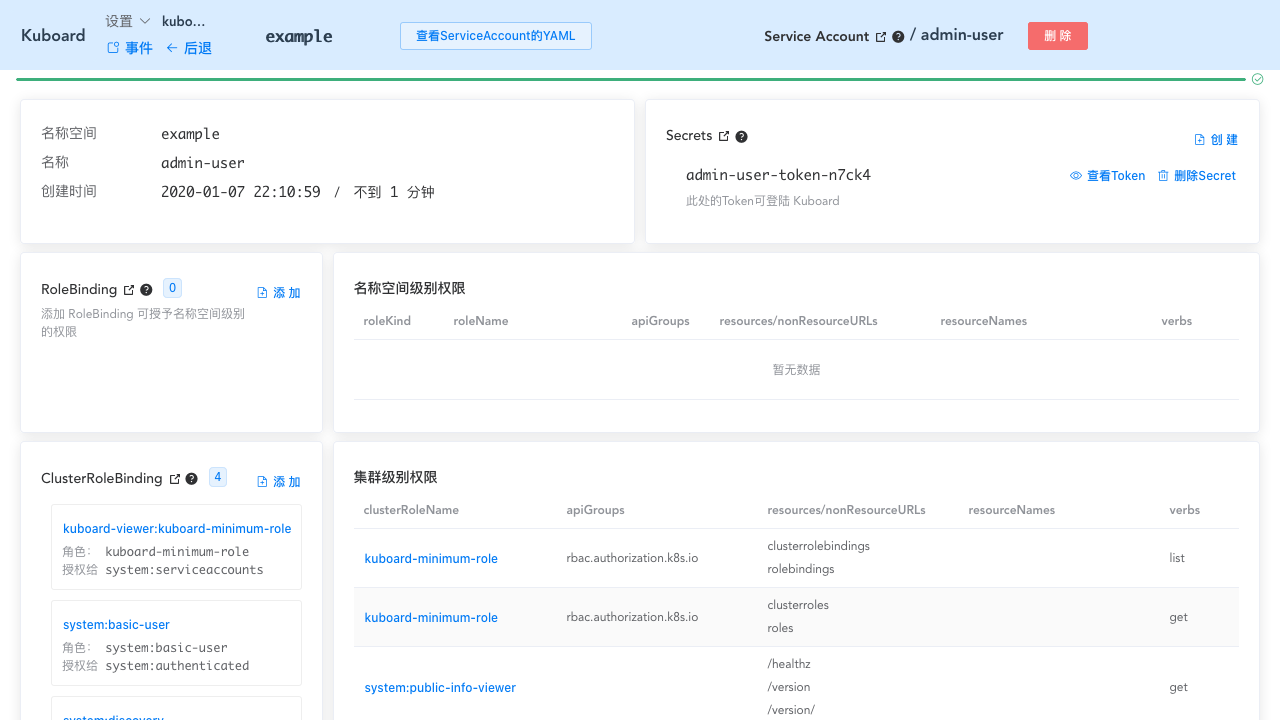 Kuboard
设置
kubo...
事件
后退
example
查看ServiceAccount的YAML
Service Account / admin-user
删 除
名称空间 example
名称 admin-user
创建时间 2020-01-07 22:10:59 / 不到 1 分钟
Secrets
创 建
admin-user-token-n7ck4
查看Token
删除Secret
此处的Token可登陆 Kuboard
RoleBinding 0
添 加
添加 RoleBinding 可授予名称空间级别
的权限
名称空间级别权限
roleKind roleName apiGroups resources/nonResourceURLs resourceNames verbs
暂无数据
ClusterRoleBinding 4
添 加
kuboard-viewer:kuboard-minimum-role
角色: kuboard-minimum-role
授权给 system:serviceaccounts
system:basic-user
角色: system:basic-user
授权给 system:authenticated
system:discovery
集群级别权限
clusterRoleName apiGroups resources/nonResourceURLs resourceNames verbs
kuboard-minimum-role rbac.authorization.k8s.io clusterrolebindings list
rolebindings
kuboard-minimum-role rbac.authorization.k8s.io clusterroles get
roles
/healthz
system:public-info-viewer /version get
/version/